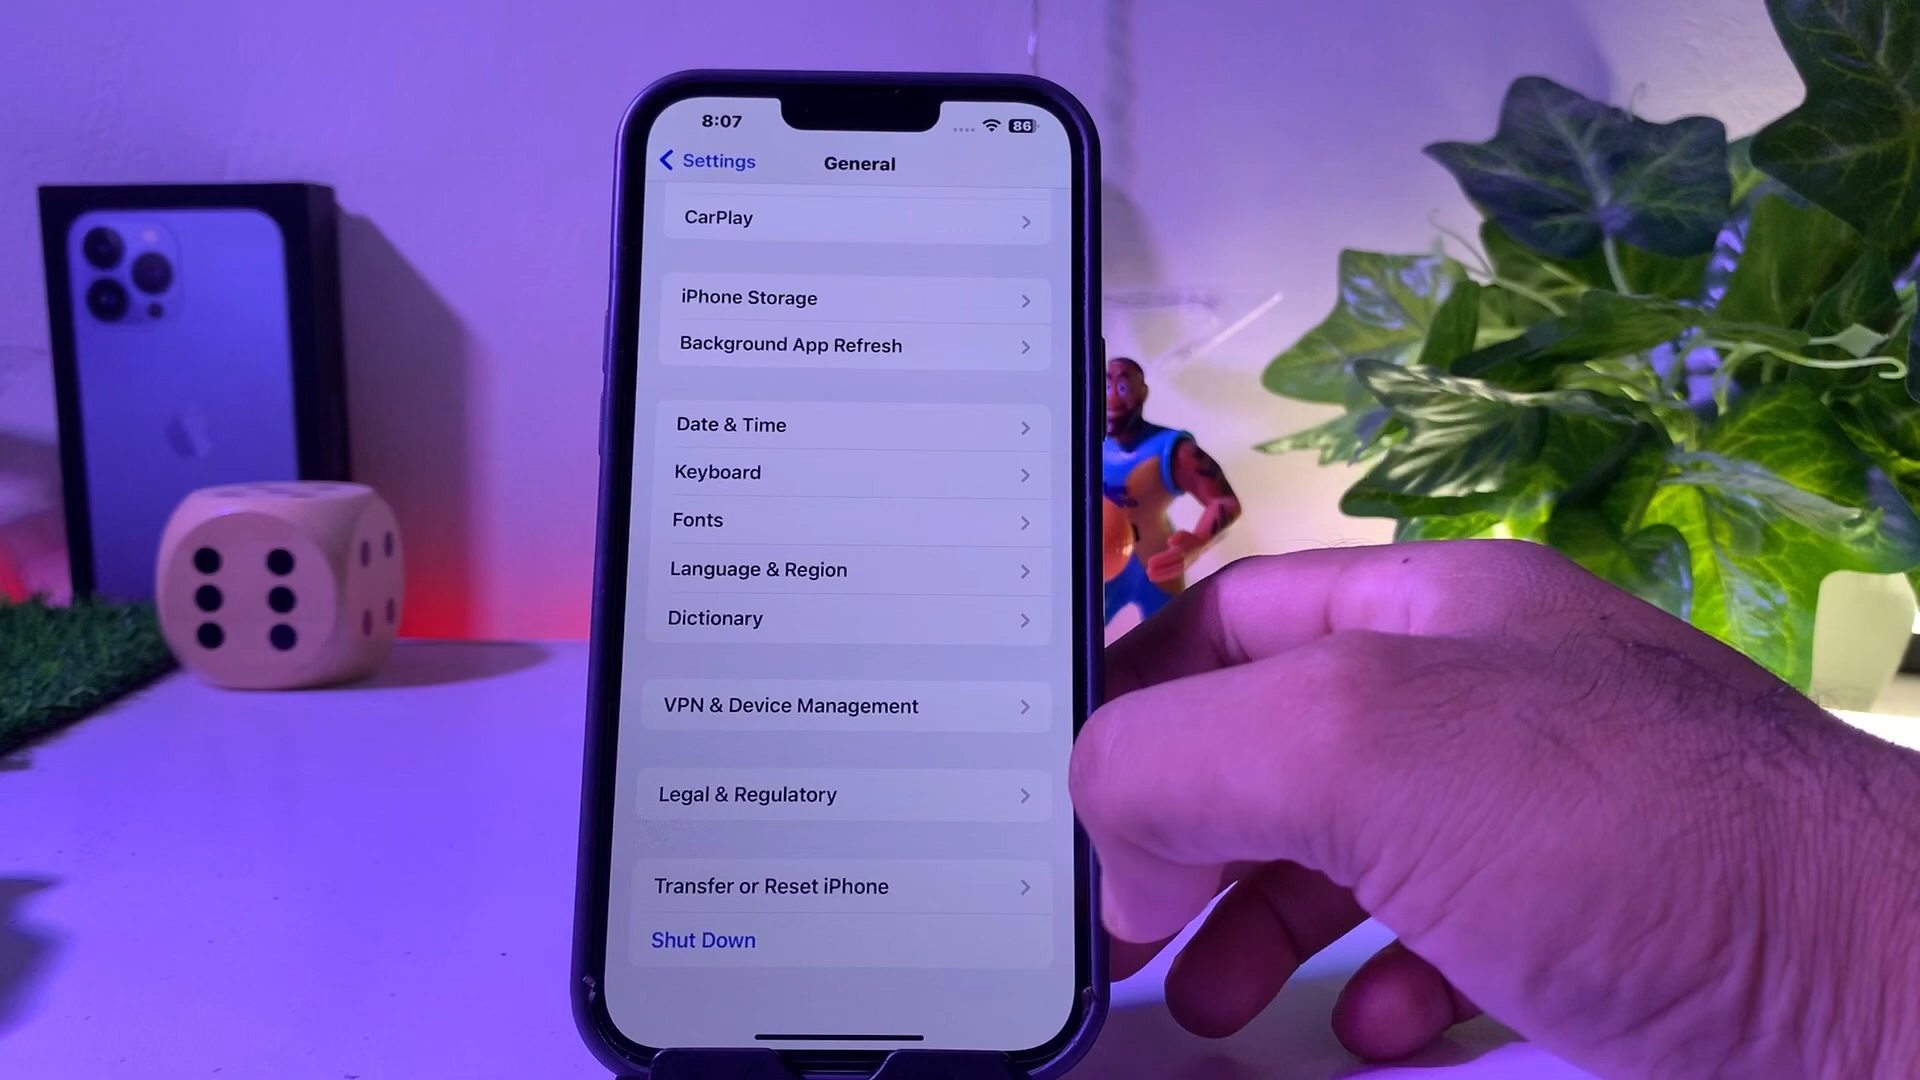 8:07
86
Settings
General
CarPlay
iPhone Storage
Background App Refresh
Date & Time
Keyboard
Fonts
Language & Region
Dictionary
VPN & Device Management
Legal & Regulatory
Transfer or Reset iPhone
Shut Down